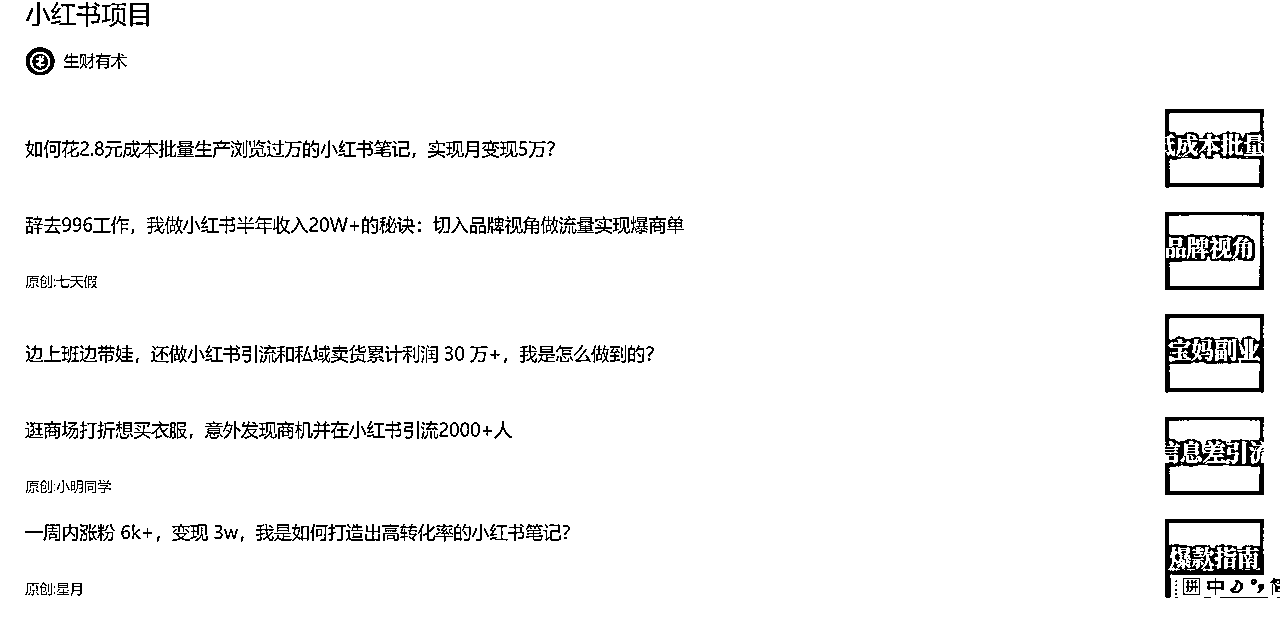 小红书项目
生财有术
如何花2.8元成本批量生产浏览过万的小红书笔记，实现月变现5万？
低成本批量
辞去996工作，我做小红书半年收入20W+的秘诀：切入品牌视角做流量实现爆商单
品牌视角
原创:七天假
边上班边带娃，还做小红书引流和私域卖货累计利润 30 万+，我是怎么做到的？
宝妈副业
逛商场打折想买衣服，意外发现商机并在小红书引流2000+人
信息差引流
原创:小明同学
一周内涨粉 6k+，变现 3w，我是如何打造出高转化率的小红书笔记？
爆款指南
原创:星月
拼 中 简